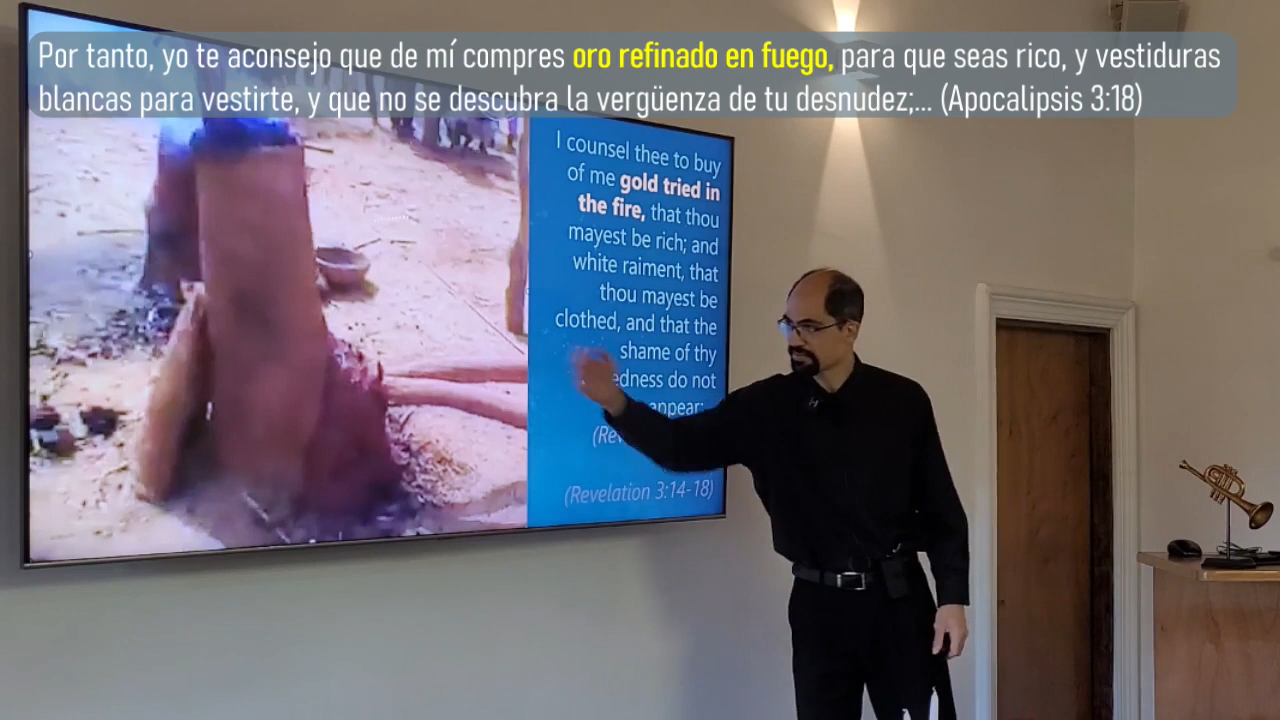 Por tanto, yo te aconsejo que de mí compres oro refinado en fuego, para que seas rico, y vestiduras
blancas para vestirte, y que no se descubra la vergüenza de tu desnudez;... (Apocalipsis 3:18)
I counsel thee to buy
of me gold tried in
the fire, that thou
mayest be rich; and
white raiment, that
thou mayest be
clothed, and that the
shame of thy
edness do not
appear;
(Re
(Revelation 3:14-18)